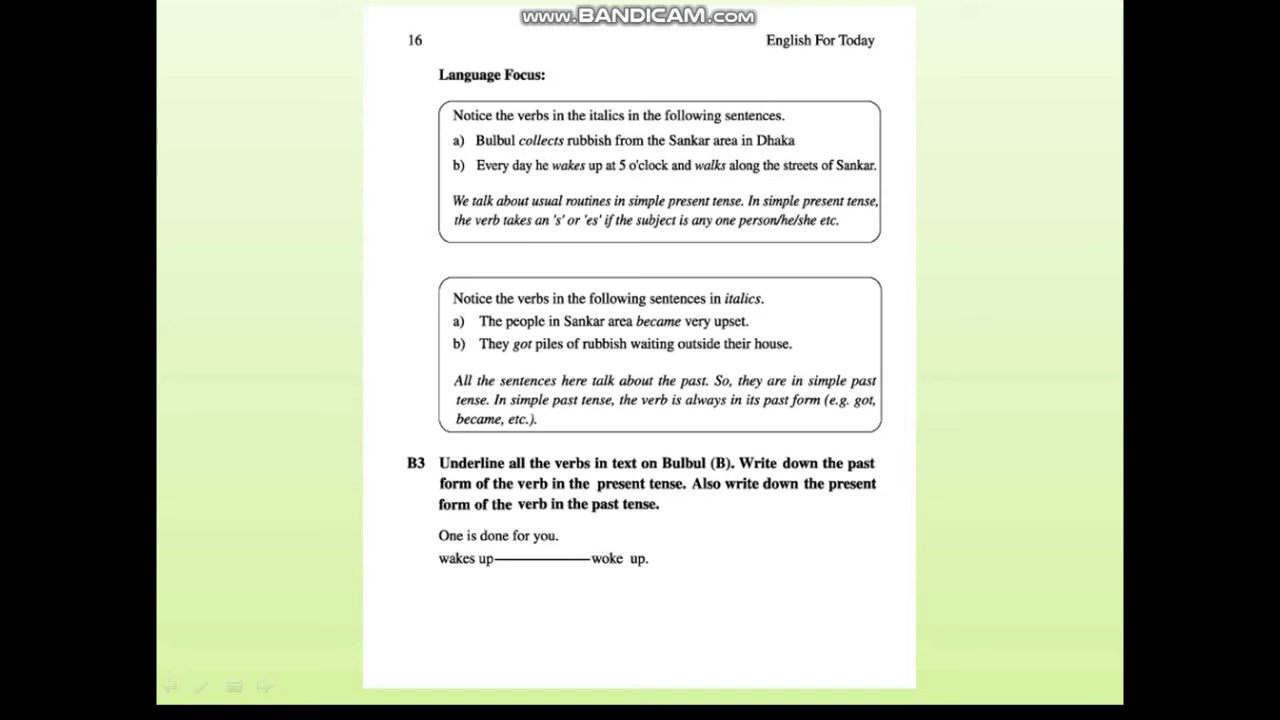 www.BANDICAM.com
16 English For Today
Language Focus:
Notice the verbs in the italics in the following sentences.
a) Bulbul collects rubbish from the Sankar area in Dhaka
b) Every day he wakes up at 5 o'clock and walks along the streets of Sankar.
We talk about usual routines in simple present tense. In simple present tense,
the verb takes an 's' or 'es' if the subject is any one person/he/she etc.
Notice the verbs in the following sentences in italics.
a) The people in Sankar area became very upset.
b) They got piles of rubbish waiting outside their house.
All the sentences here talk about the past. So, they are in simple past
tense. In simple past tense, the verb is always in its past form (e.g. got,
became, etc.).
B3 Underline all the verbs in text on Bulbul (B). Write down the past
form of the verb in the present tense. Also write down the present
form of the verb in the past tense.
One is done for you.
wakes up————woke up.